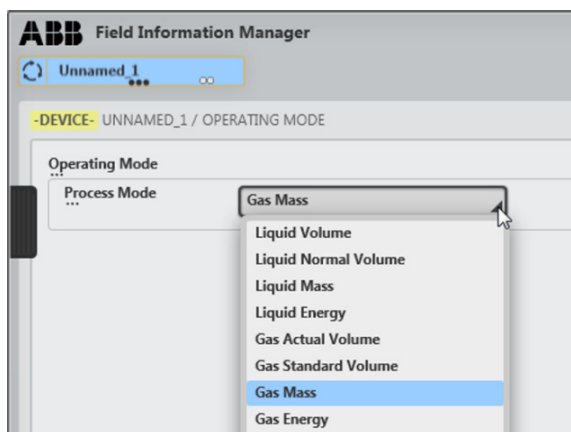 ABB Field Information Manager
Unnamed_1
-DEVICE- UNNAMED_1 / OPERATING MODE
Operating Mode
Process Mode Gas Mass
Liquid Volume
Liquid Normal Volume
Liquid Mass
Liquid Energy
Gas Actual Volume
Gas Standard Volume
Gas Mass
Gas Energy